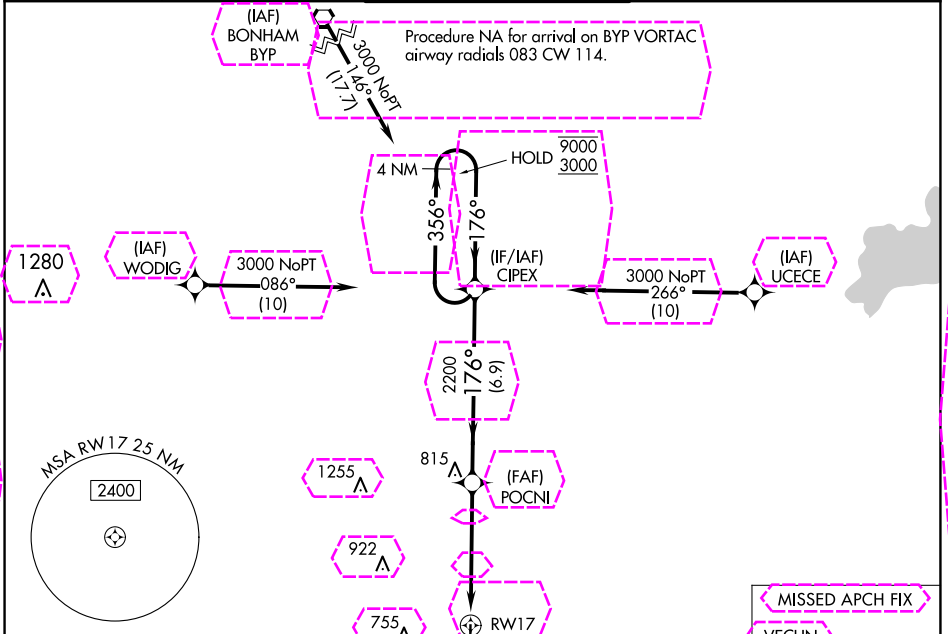 (IAF)
BONHAM
BYP
Procedure NA for arrival on BYP VORTAC
airway radials 083 CW 114.
3000 NoPT
146°
(17.7)
4 NM
HOLD
9000
3000
356°
176°
(IAF)
WODIG
1280
3000 NoPT
086°
(10)
(IF/IAF)
CIPEX
3000 NoPT
266°
(10)
(IAF)
UCECE
2200
176°
(6.9)
MSA RW17 25 NM
2400
1255
815
(FAF)
POCNI
922
755
RW17
MISSED APCH FIX